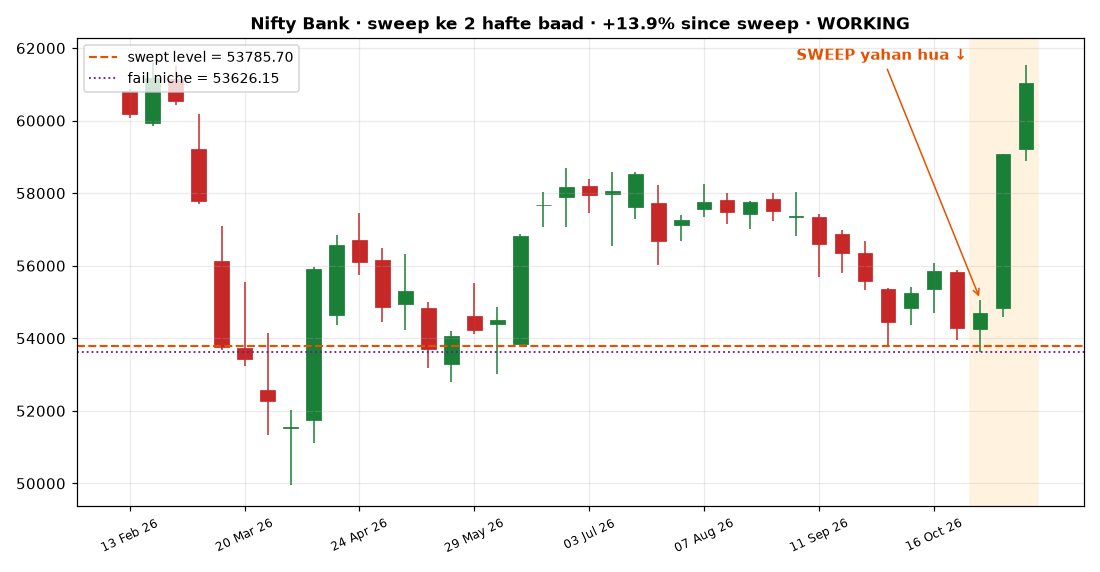 Nifty Bank · sweep ke 2 hafte baad · +13.9% since sweep · WORKING
swept level = 53785.70
fail niche = 53626.15
SWEEP yahan hua ↓
62000
60000
58000
56000
54000
52000
50000
13 Feb 26
20 Mar 26
24 Apr 26
29 May 26
03 Jul 26
07 Aug 26
11 Sep 26
16 Oct 26